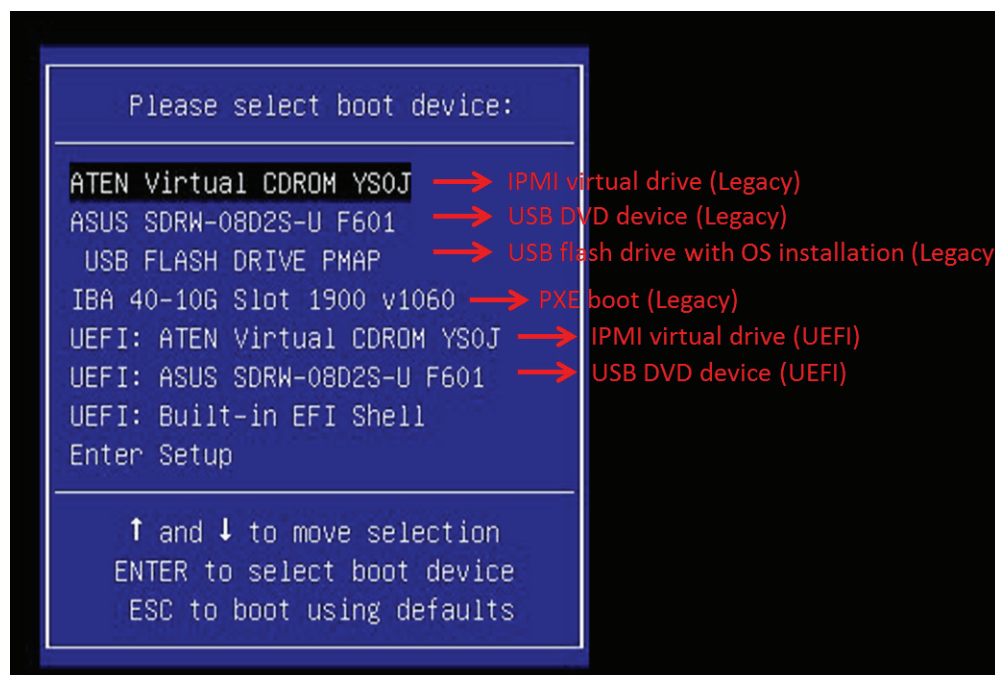 Please select boot device:
ATEN Virtual CDROM YS0J → IPMI virtual drive (Legacy)
ASUS SDRW-08D2S-U F601 → USB DVD device (Legacy)
USB FLASH DRIVE PMAP → USB flash drive with OS installation (Legacy
IBA 40-10G Slot 1900 v1060 → PXE boot (Legacy)
UEFI: ATEN Virtual CDROM YS0J → IPMI virtual drive (UEFI)
UEFI: ASUS SDRW-08D2S-U F601 → USB DVD device (UEFI)
UEFI: Built-in EFI Shell
Enter Setup
↑ and ↓ to move selection
ENTER to select boot device
ESC to boot using defaults